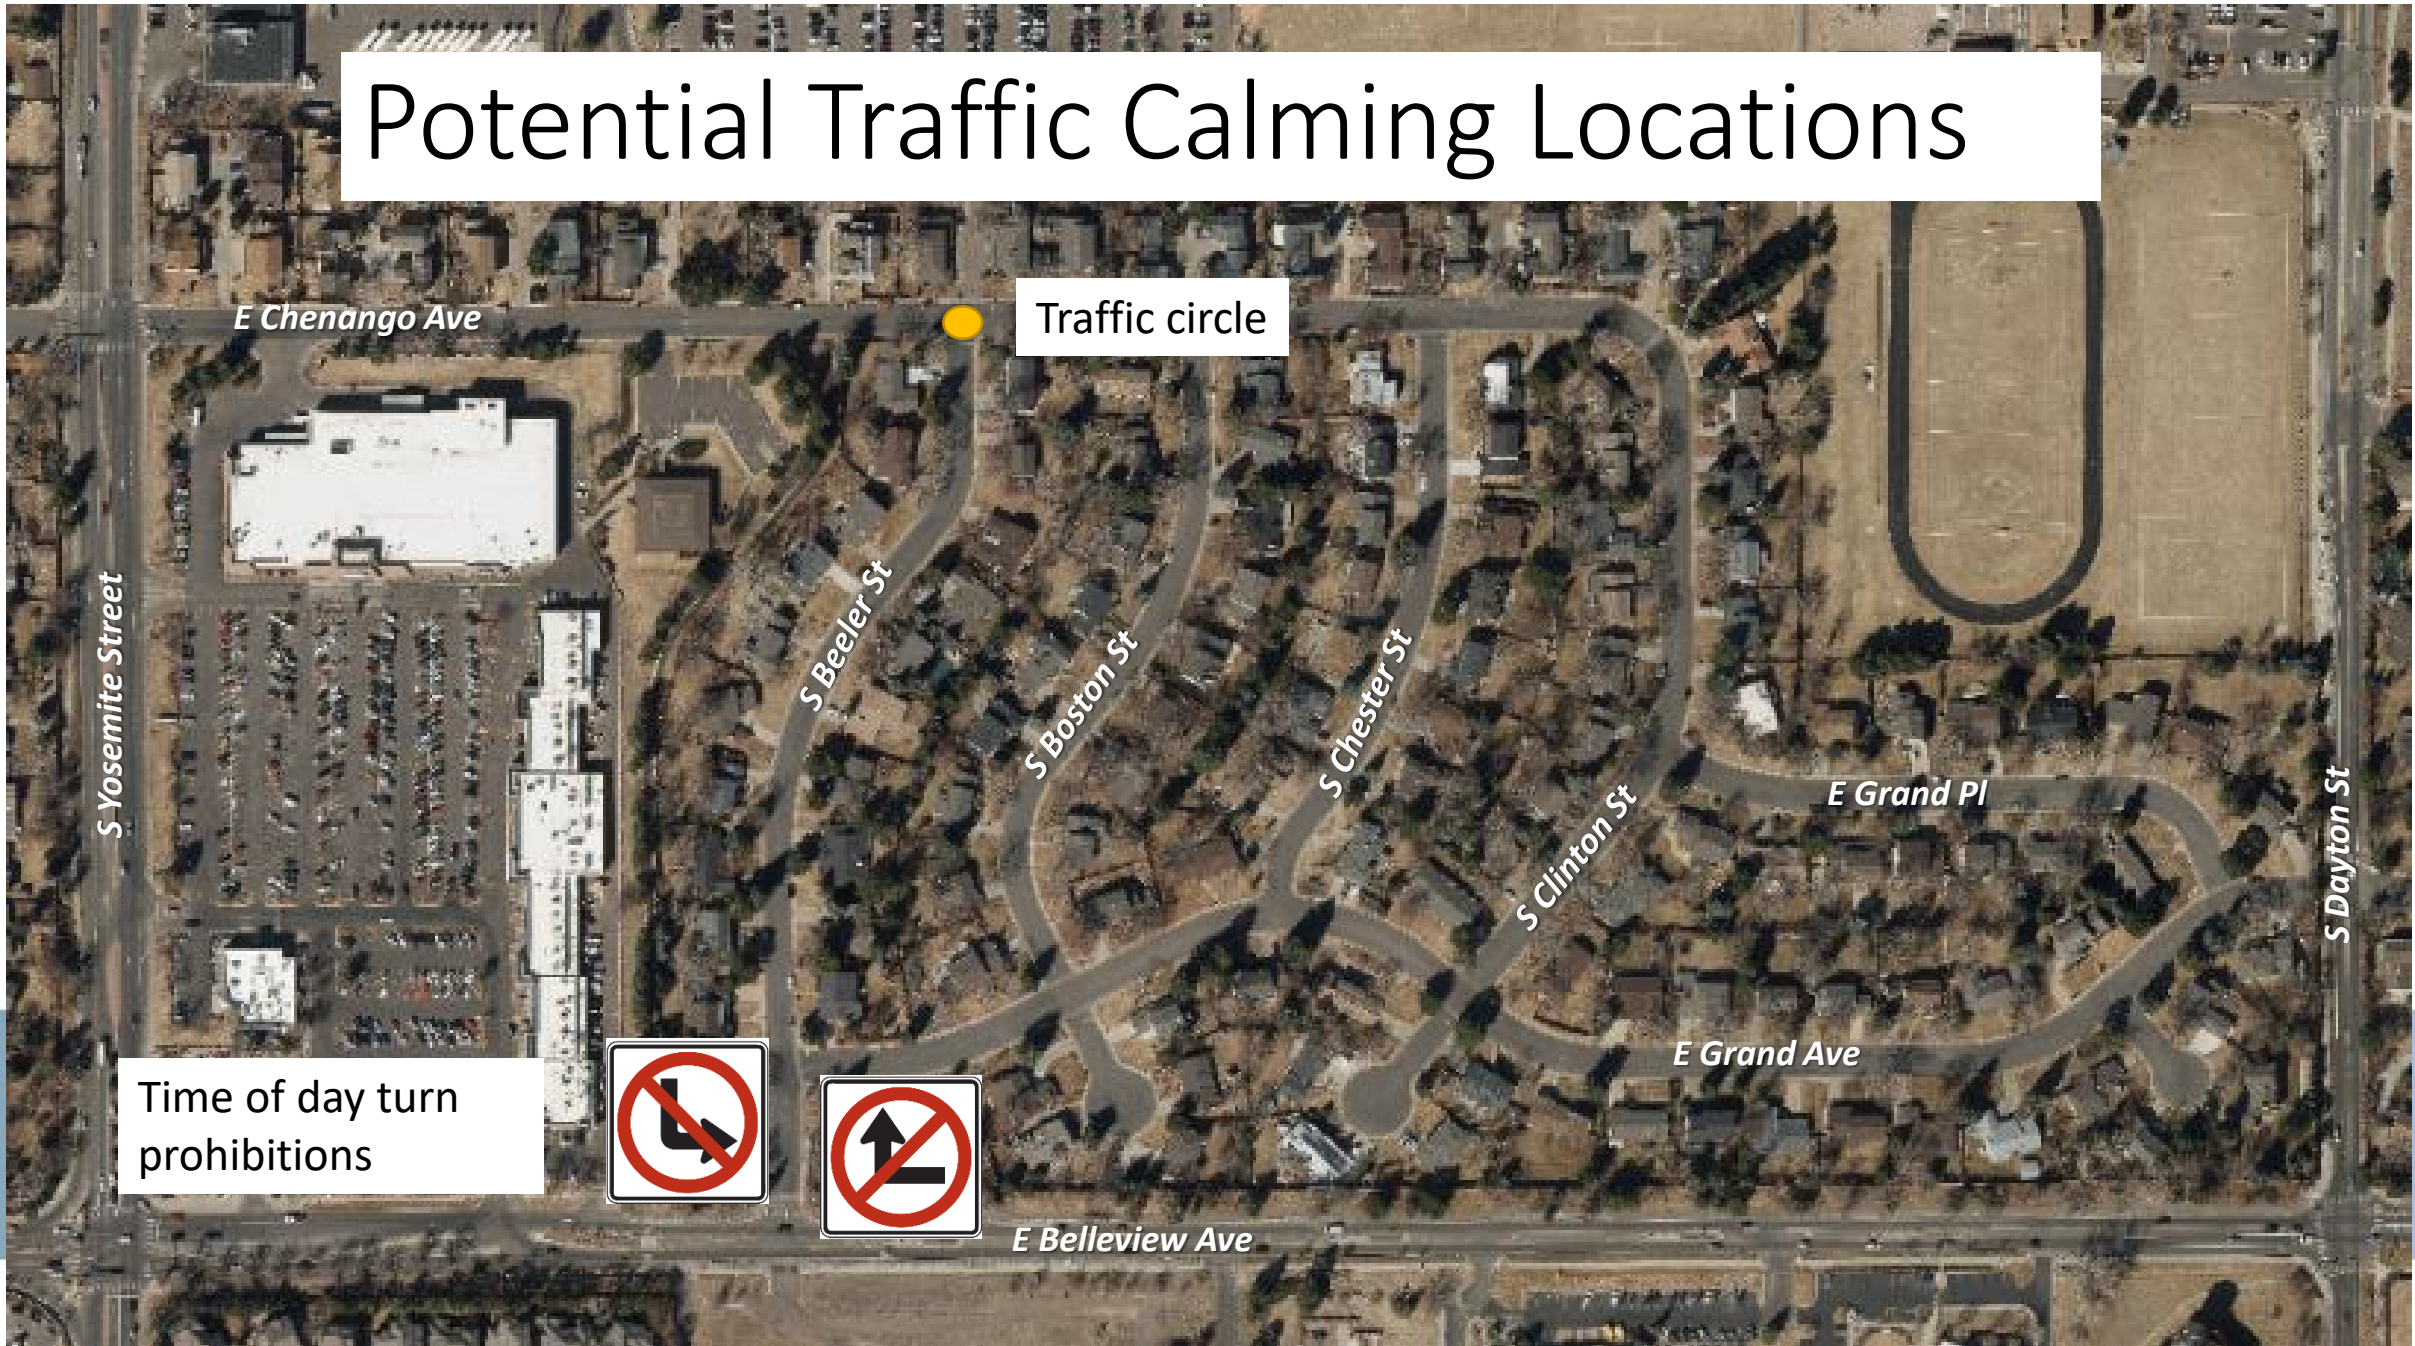 Potential Traffic Calming Locations
E Chenango Ave
Traffic circle
S Yosemite Street
S Beeler St
S Boston St
S Chester St
S Clinton St
E Grand Pl
S Dayton St
E Grand Ave
Time of day turn
prohibitions
E Belleview Ave